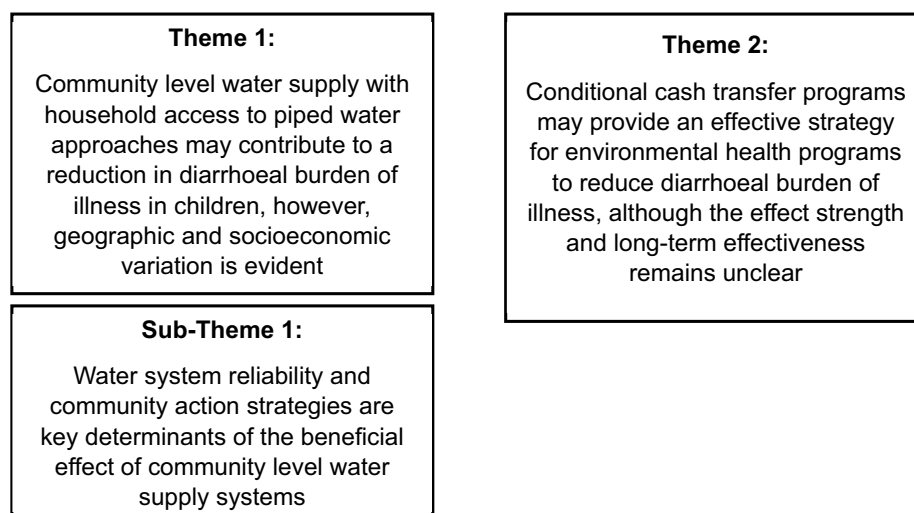 Theme 1:
Community level water supply with
household access to piped water
approaches may contribute to a
reduction in diarrhoeal burden of
illness in children, however,
geographic and socioeconomic
variation is evident
Sub-Theme 1:
Water system reliability and
community action strategies are
key determinants of the beneficial
effect of community level water
supply systems
Theme 2:
Conditional cash transfer programs
may provide an effective strategy
for environmental health programs
to reduce diarrhoeal burden of
illness, although the effect strength
and long-term effectiveness
remains unclear